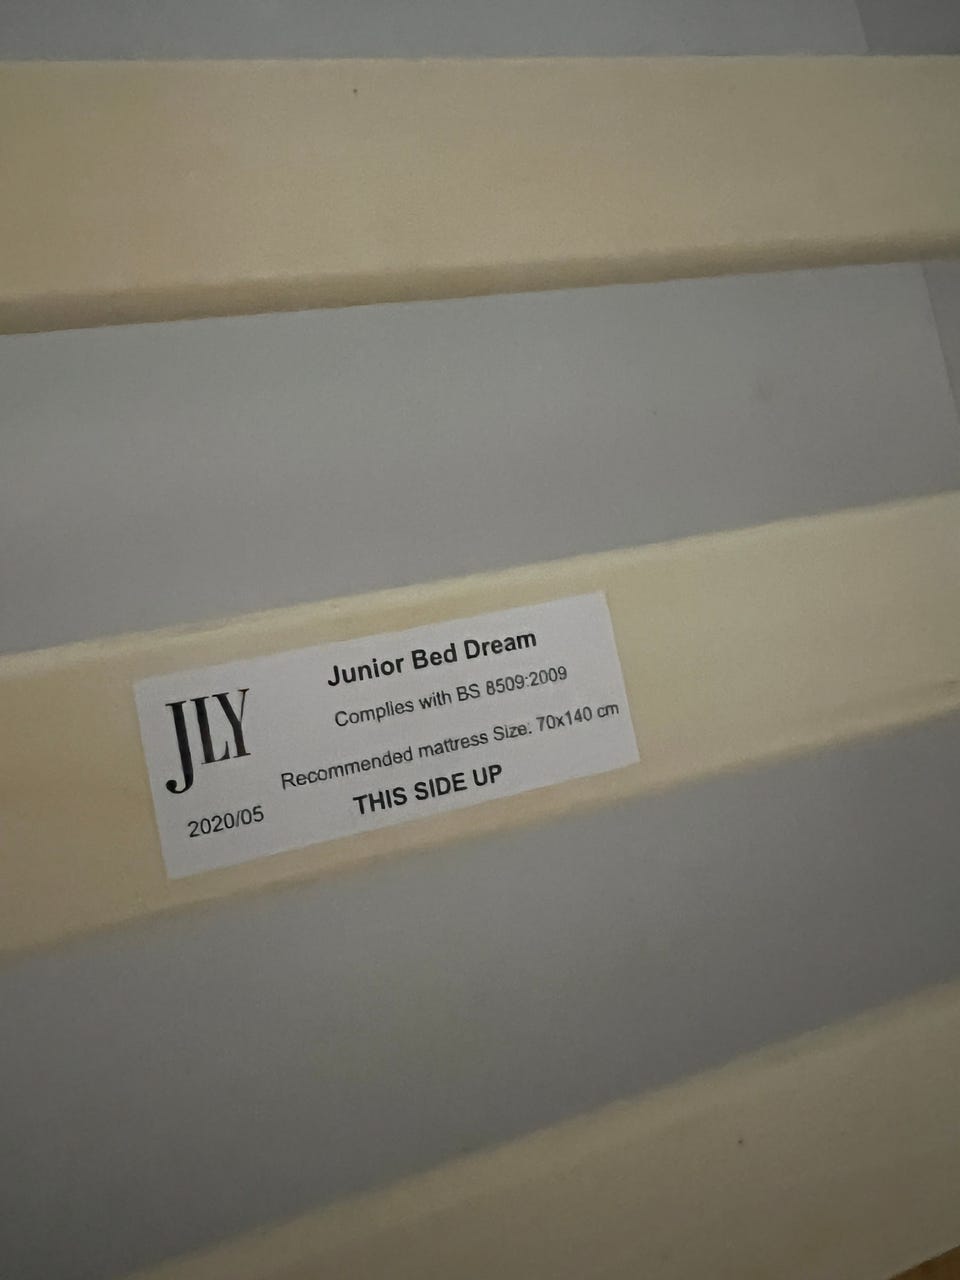 JLY
Junior Bed Dream
Complies with BS 8509:2009
Recommended mattress Size: 70x140 cm
2020/05
THIS SIDE UP